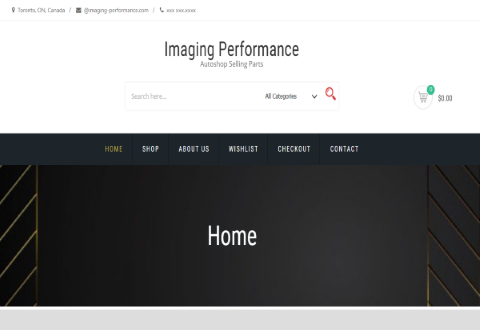 Toronto, ON, Canada / @imaging-performance.com / xxx xxx.xxxx
Imaging Performance
Autoshop Selling Parts
Search here... All Categories
0
$0.00
HOME SHOP ABOUT US WISHLIST CHECKOUT CONTACT
Home